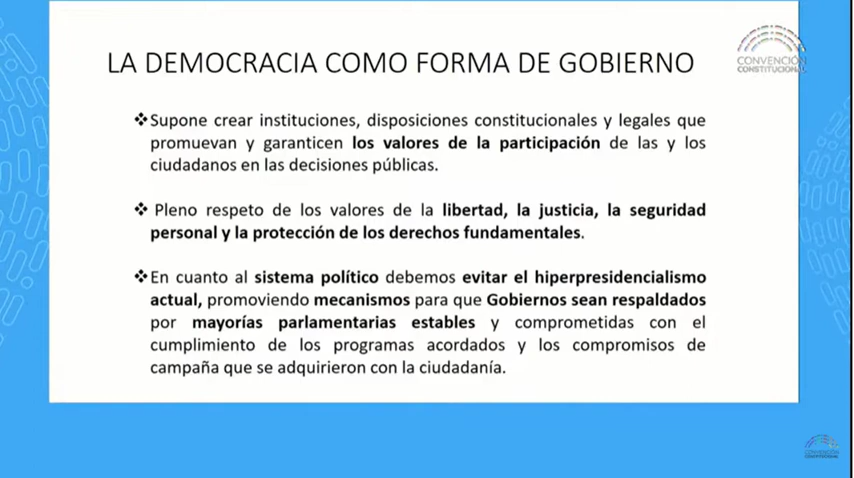 CONVENCIÓN
CONSTITUCIONAL
LA DEMOCRACIA COMO FORMA DE GOBIERNO
❖Supone crear instituciones, disposiciones constitucionales y legales que
promuevan y garanticen los valores de la participación de las y los
ciudadanos en las decisiones públicas.
❖ Pleno respeto de los valores de la libertad, la justicia, la seguridad
personal y la protección de los derechos fundamentales.
❖En cuanto al sistema político debemos evitar el hiperpresidencialismo
actual, promoviendo mecanismos para que Gobiernos sean respaldados
por mayorías parlamentarias estables y comprometidas con el
cumplimiento de los programas acordados y los compromisos de
campaña que se adquirieron con la ciudadanía.
CONVENCIÓN
CONSTITUCIONAL